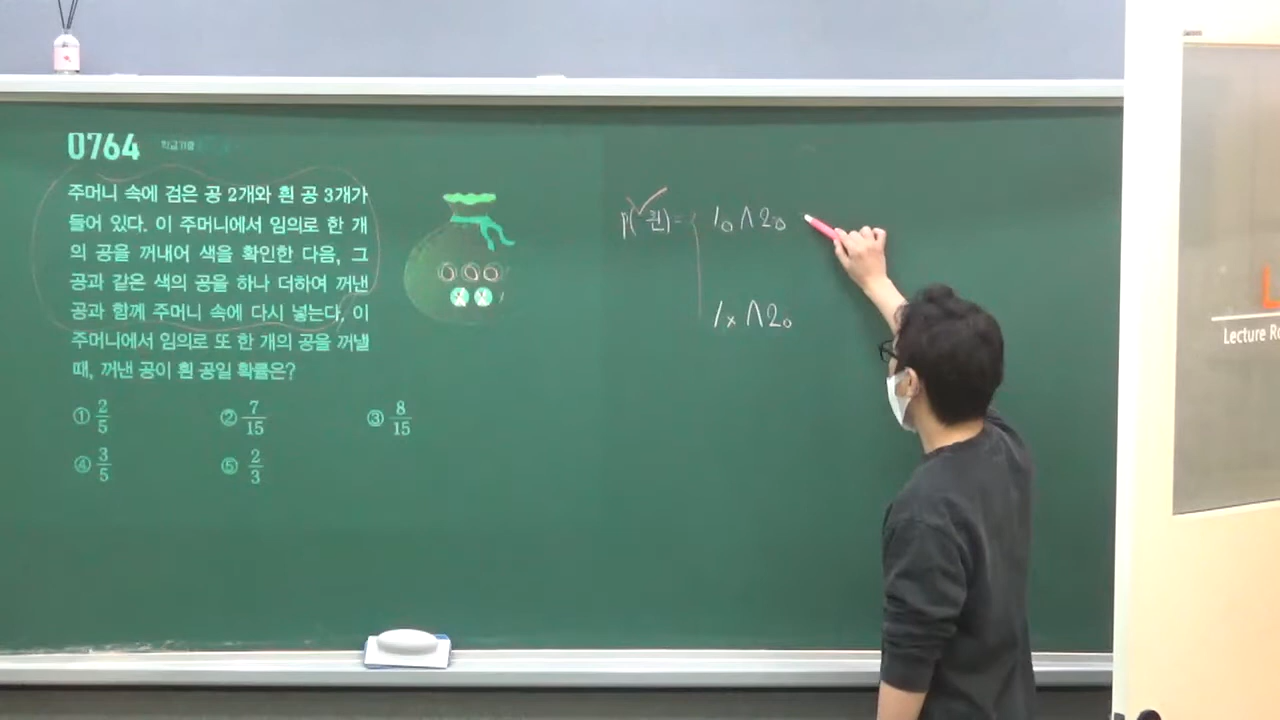 0764
주머니 속에 검은 공 2개와 흰 공 3개가
들어 있다. 이 주머니에서 임의로 한 개
의 공을 꺼내어 색을 확인한 다음, 그
공과 같은 색의 공을 하나 더하여 꺼낸
공과 함께 주머니 속에 다시 넣는다. 이
주머니에서 임의로 또 한 개의 공을 꺼낼
때, 꺼낸 공이 흰 공일 확률은?
① 2/5 ② 7/15 ③ 8/15
④ 3/5 ⑤ 2/3
P(흰)=
1o ∧ 2o
1x ∧ 2o
L
Lecture Ro